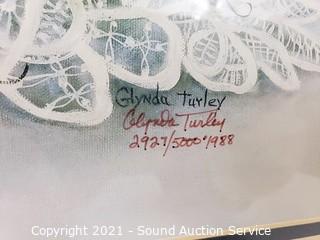 Glynda Turley
Glynda Turley
2927/5000 • 1988
Copyright 2021 - Sound Auction Service